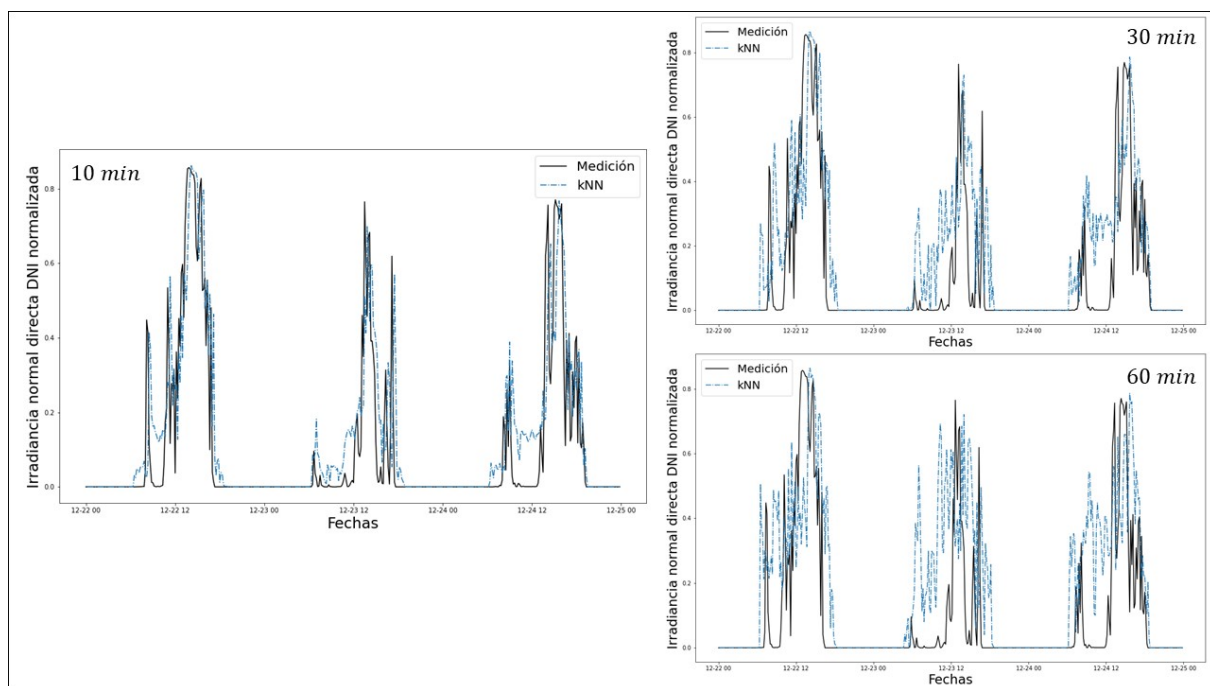 10 min
Medición
kNN
Irradiancia normal directa DNI normalizada
0.8
0.6
0.4
0.2
0.0
12-22 00
12-22 12
12-23 00
12-23 12
12-24 00
12-24 12
12-25 00
Fechas
30 min
Medición
kNN
Irradiancia normal directa DNI normalizada
0.8
0.6
0.4
0.2
0.0
12-22 00
12-22 12
12-23 00
12-23 12
12-24 00
12-24 12
12-25 00
Fechas
60 min
Medición
kNN
Irradiancia normal directa DNI normalizada
0.8
0.6
0.4
0.2
0.0
12-22 00
12-22 12
12-23 00
12-23 12
12-24 00
12-24 12
12-25 00
Fechas